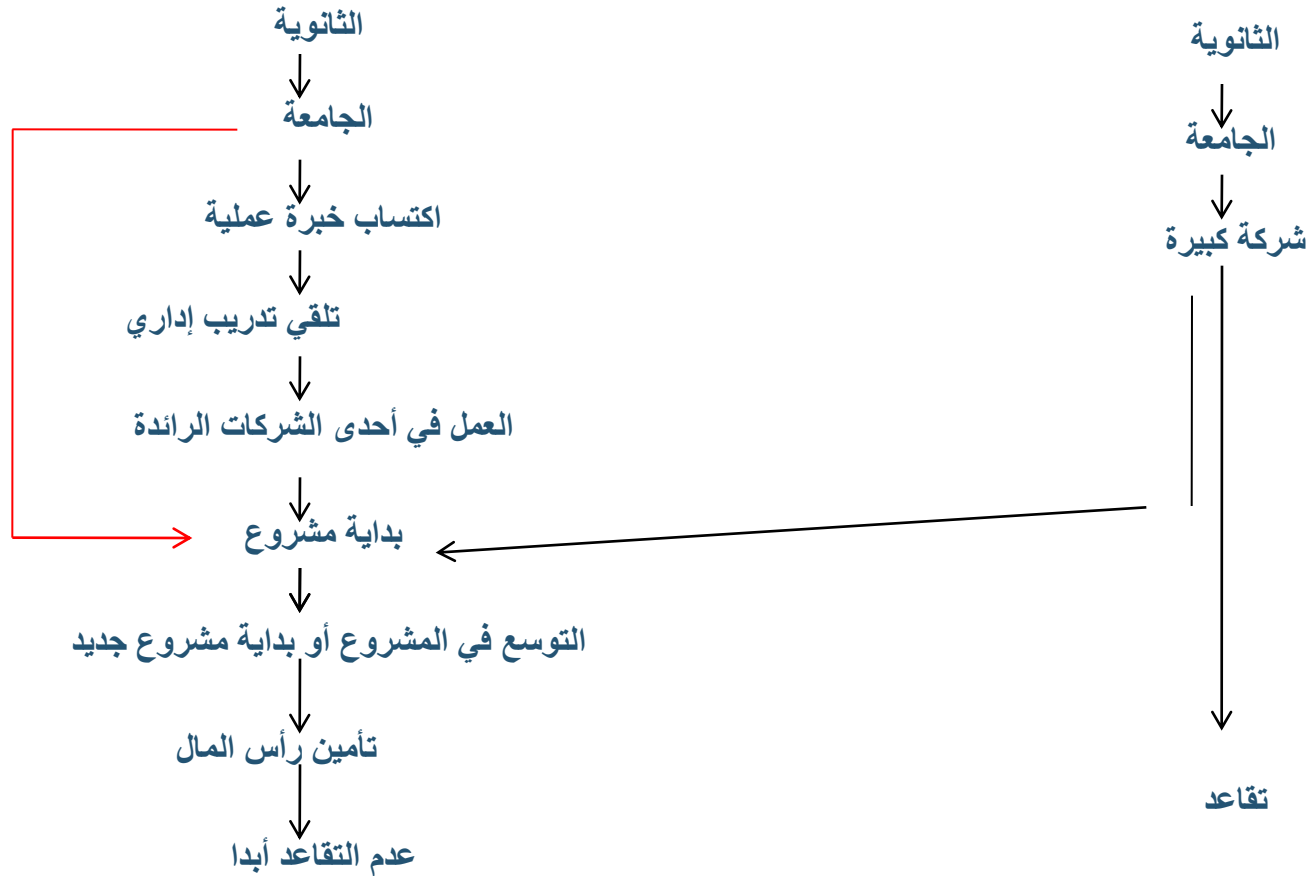 الثانوية
الجامعة
شركة كبيرة
تقاعد
الثانوية
الجامعة
اكتساب خبرة عملية
تلقي تدريب إداري
العمل في أحدى الشركات الرائدة
بداية مشروع
التوسع في المشروع أو بداية مشروع جديد
تأمين رأس المال
عدم التقاعد أبدا